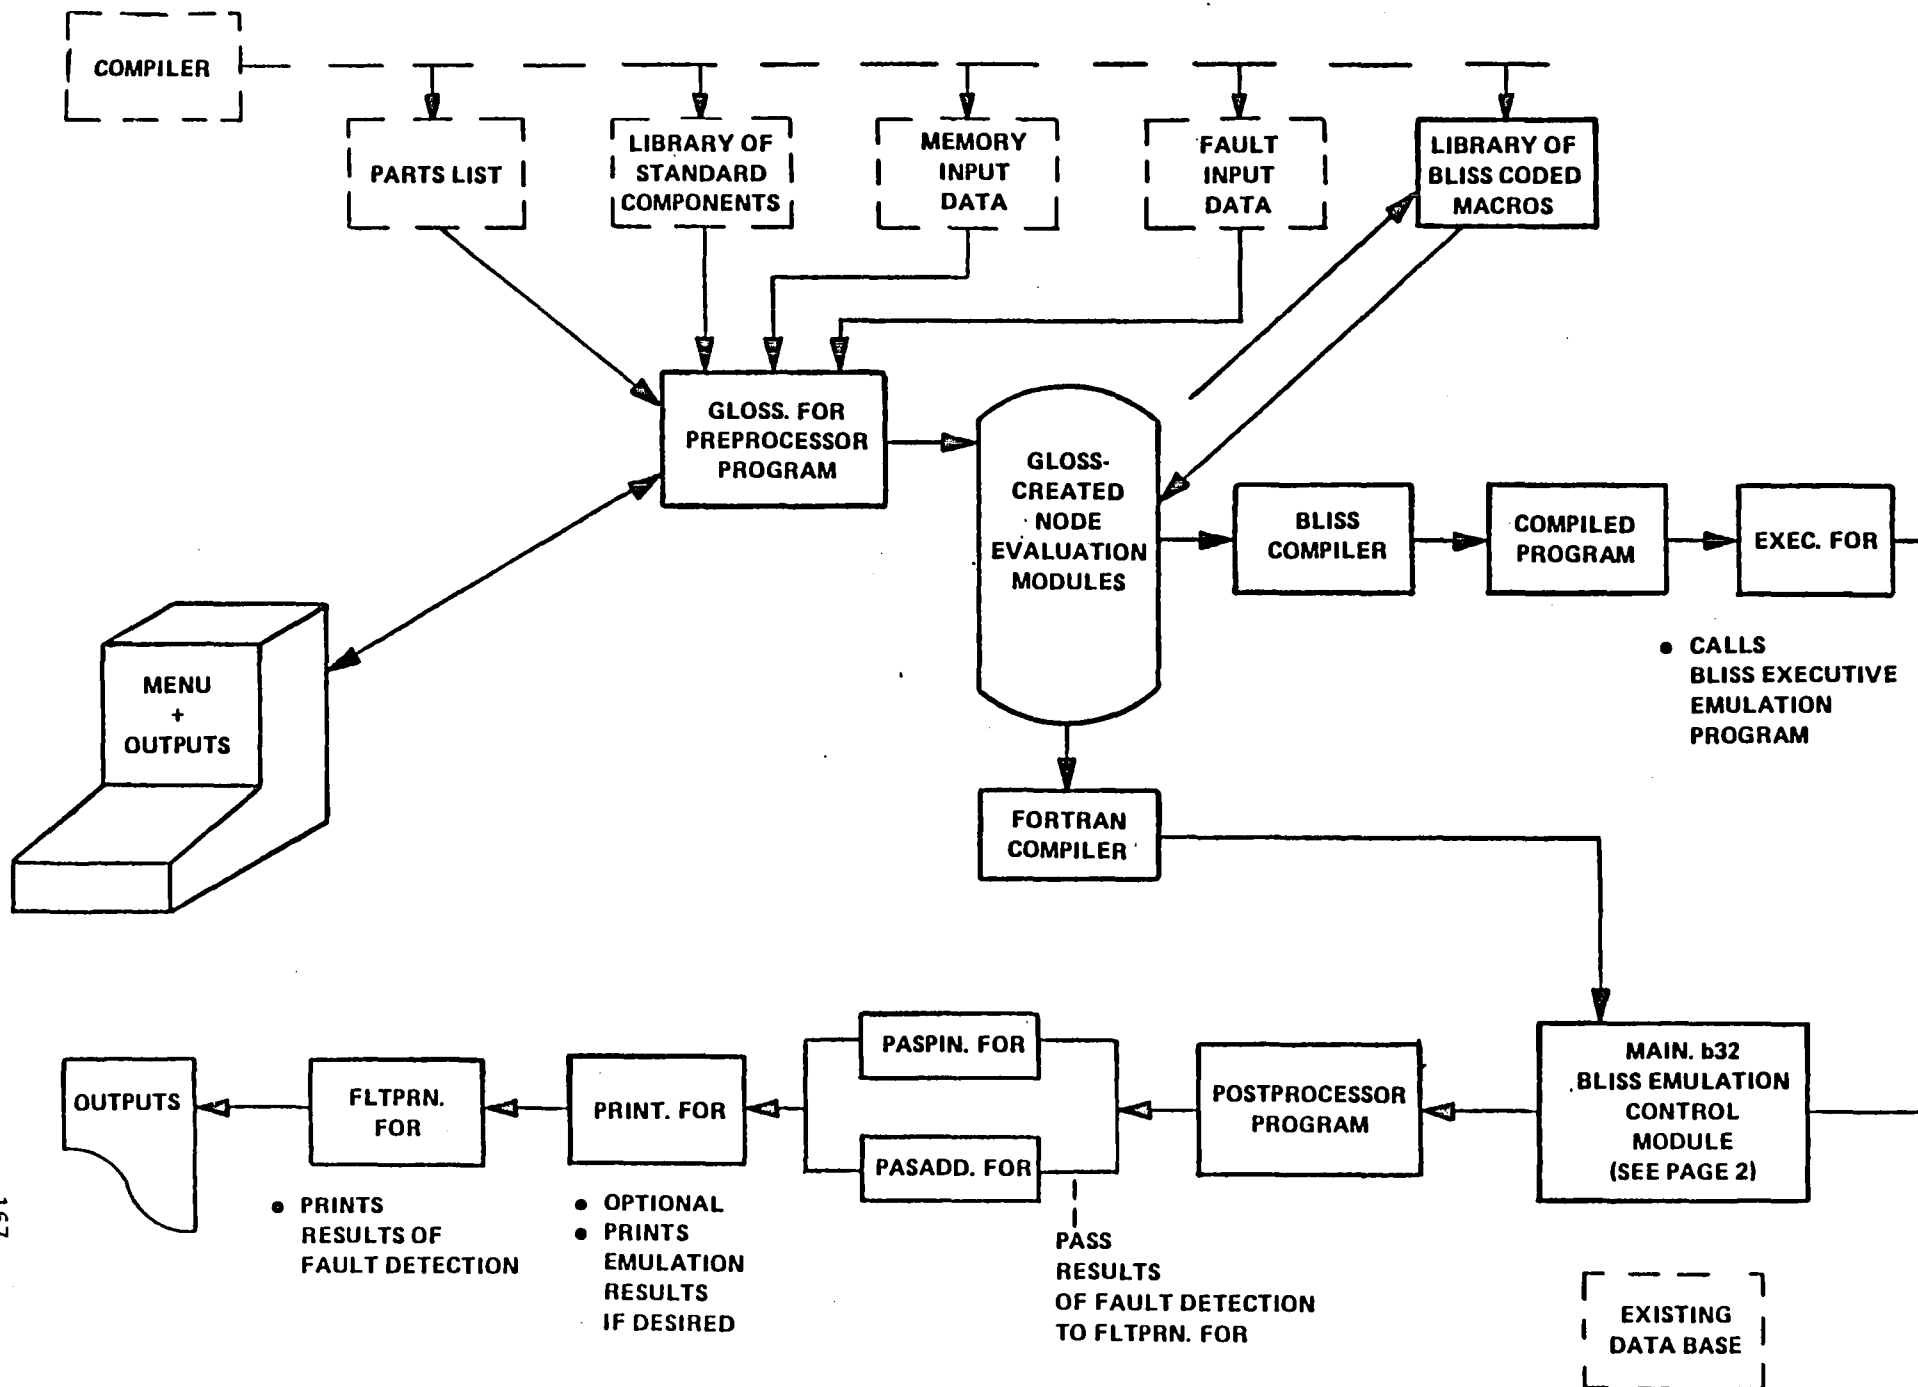 COMPILER
PARTS LIST
LIBRARY OF
STANDARD
COMPONENTS
MEMORY
INPUT
DATA
FAULT
INPUT
DATA
LIBRARY OF
BLISS CODED
MACROS
GLOSS. FOR
PREPROCESSOR
PROGRAM
GLOSS-
CREATED
NODE
EVALUATION
MODULES
BLISS
COMPILER
COMPILED
PROGRAM
EXEC. FOR
• CALLS
BLISS EXECUTIVE
EMULATION
PROGRAM
MENU
+
OUTPUTS
FORTRAN
COMPILER
OUTPUTS
FLTPRN.
FOR
PRINT. FOR
PASPIN. FOR
PASADD. FOR
POSTPROCESSOR
PROGRAM
MAIN. b32
BLISS EMULATION
CONTROL
MODULE
(SEE PAGE 2)
• PRINTS
RESULTS OF
FAULT DETECTION
• OPTIONAL
• PRINTS
EMULATION
RESULTS
IF DESIRED
PASS
RESULTS
OF FAULT DETECTION
TO FLTPRN. FOR
EXISTING
DATA BASE